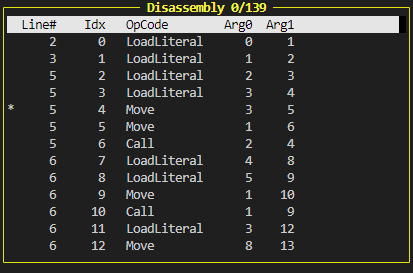 Disassembly 0/139
Line# Idx OpCode Arg0 Arg1
2 0 LoadLiteral 0 1
3 1 LoadLiteral 1 2
5 2 LoadLiteral 2 3
5 3 LoadLiteral 3 4
* 5 4 Move 3 5
5 5 Move 1 6
5 6 Call 2 4
6 7 LoadLiteral 4 8
6 8 LoadLiteral 5 9
6 9 Move 1 10
6 10 Call 1 9
6 11 LoadLiteral 3 12
6 12 Move 8 13